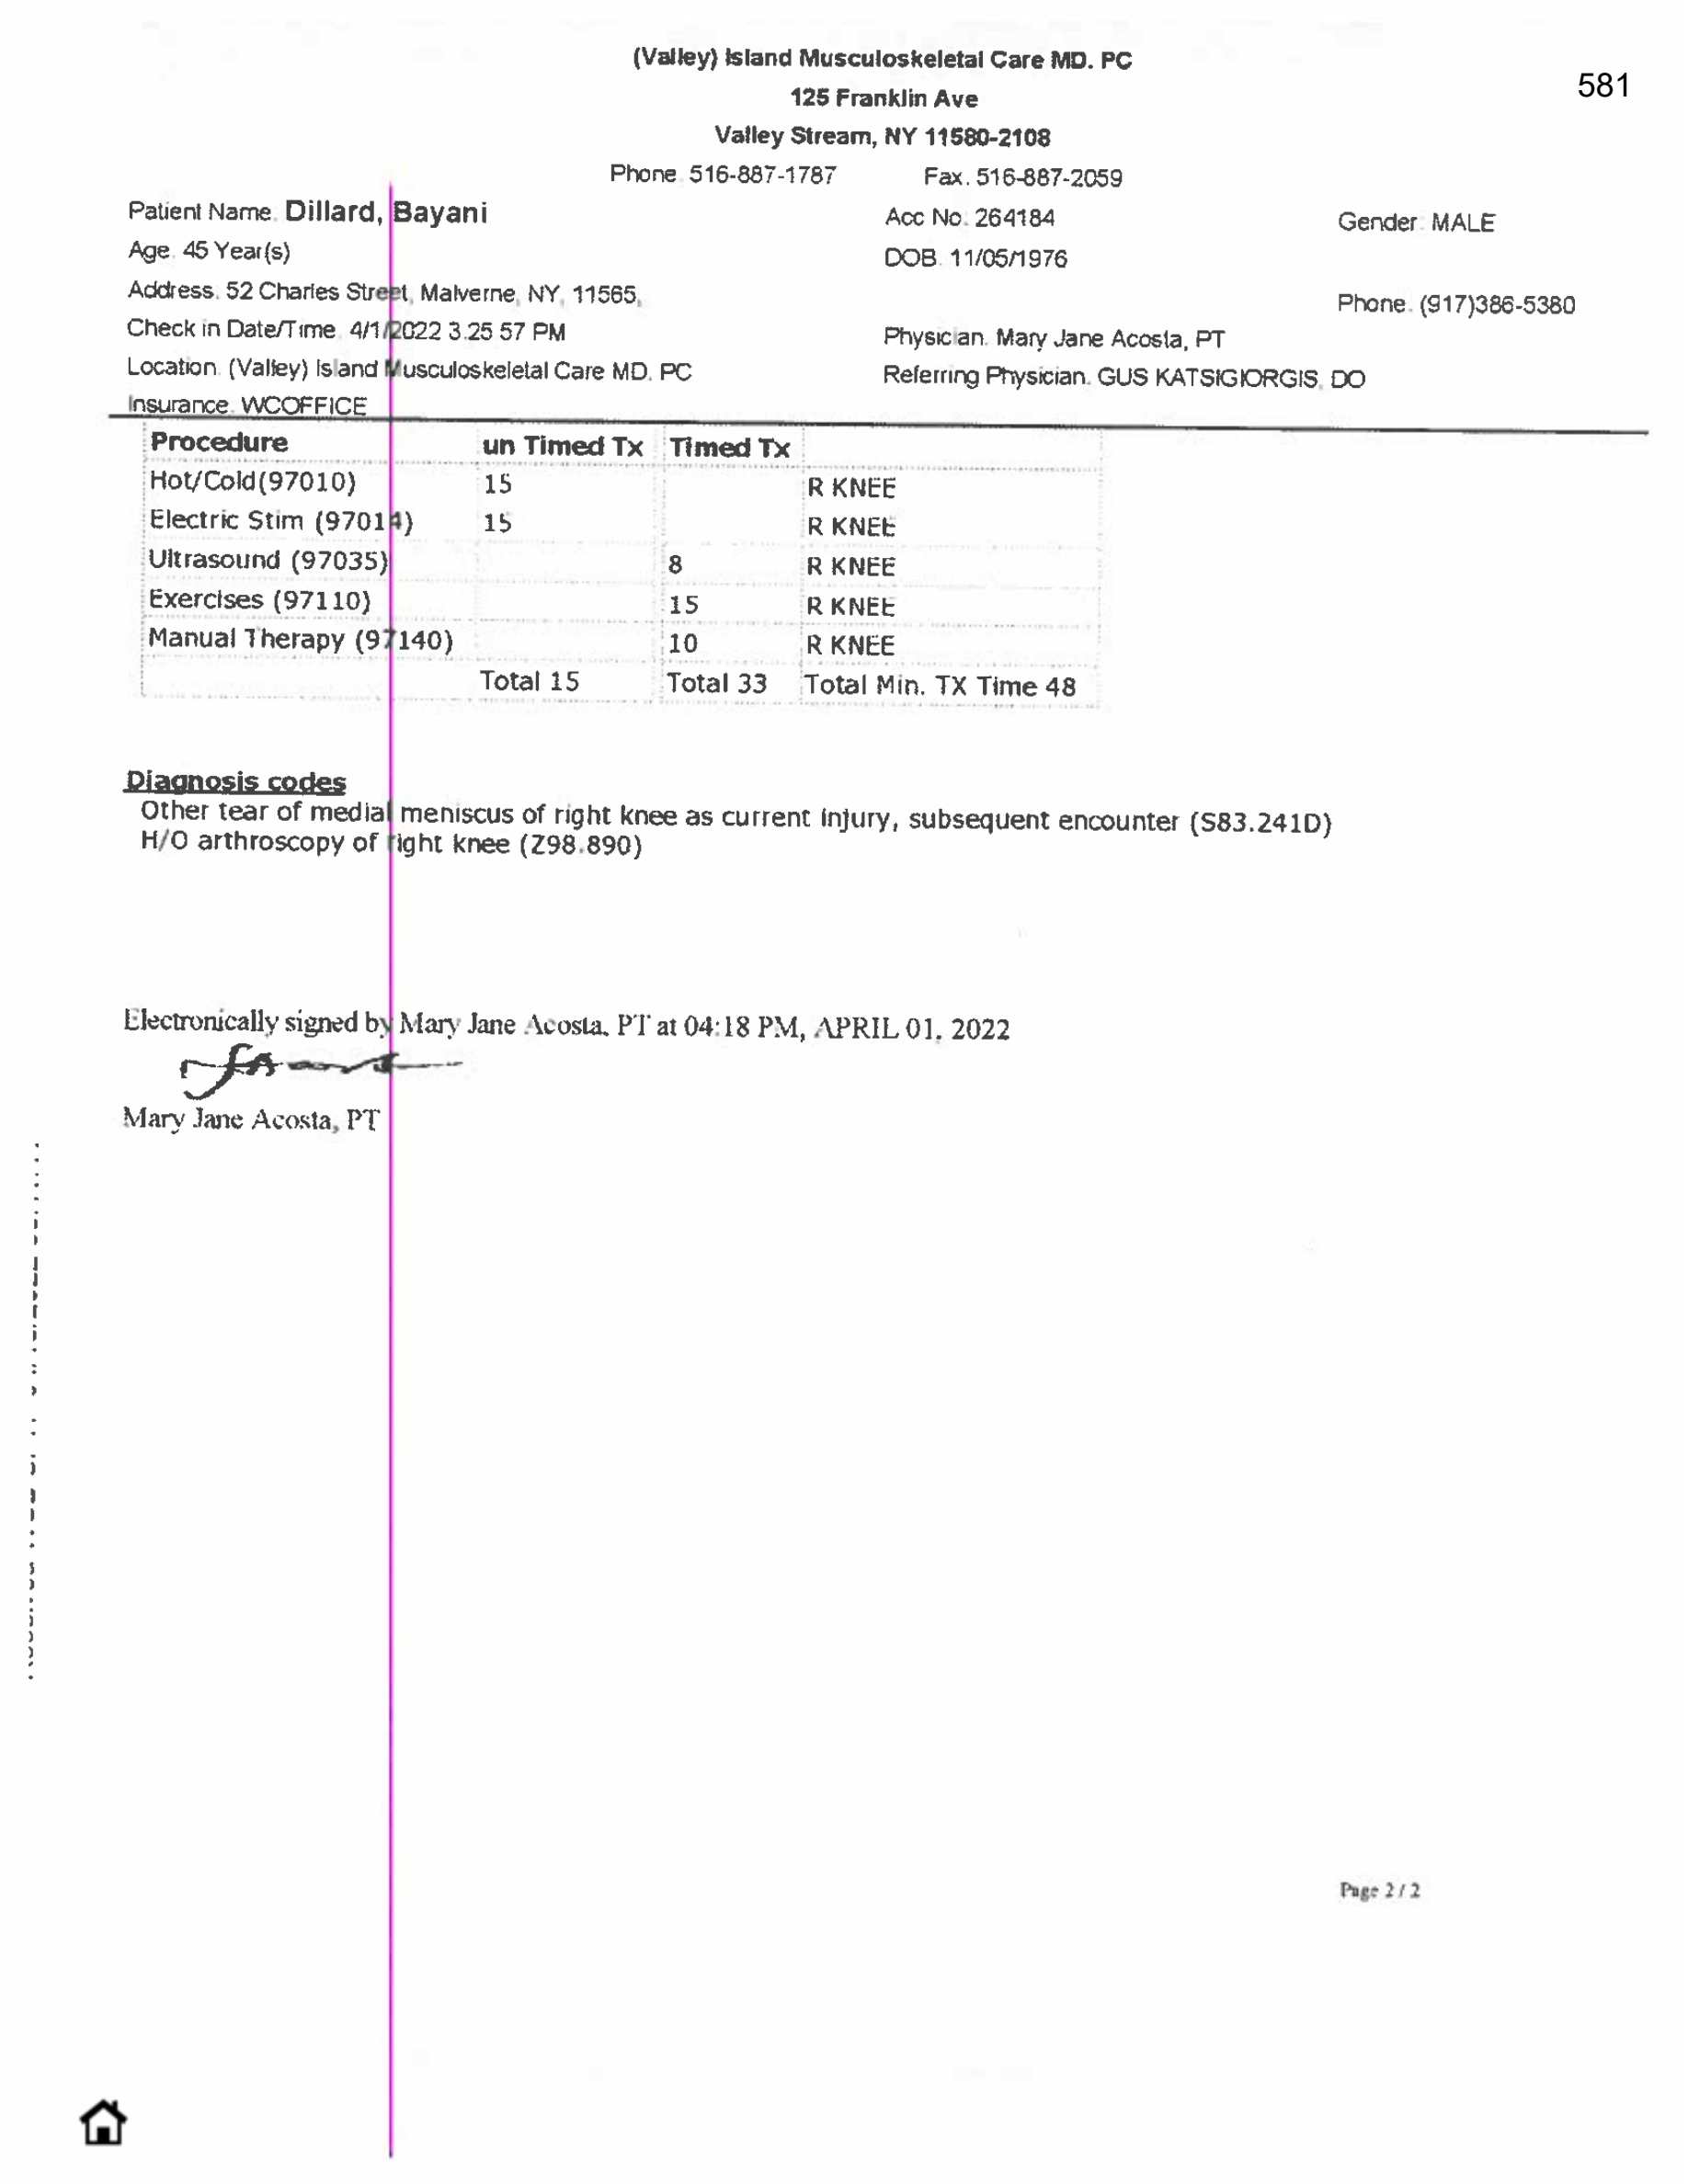 (Valley) Island Musculoskeletal Care MD. PC
581
125 Franklin Ave
Valley Stream, NY 11580-2108
Phone. 516-887-1787 Fax. 516-887-2059
Patient Name. Dillard, Bayani Acc No. 264184 Gender. MALE
Age. 45 Year(s) DOB. 11/05/1976
Address. 52 Charles Street, Malverne, NY, 11565, Phone. (917)386-5380
Check in Date/Time. 4/1/2022 3.25 57 PM Physician. Mary Jane Acosta, PT
Location. (Valley) Island Musculoskeletal Care MD. PC Referring Physician. GUS KATSIGIORGIS, DO
Insurance. WCOFFICE
Procedure un Timed Tx Timed Tx
Hot/Cold(97010) 15 R KNEE
Electric Stim (97014) 15 R KNEE
Ultrasound (97035) 8 R KNEE
Exercises (97110) 15 R KNEE
Manual Therapy (97140) 10 R KNEE
Total 15 Total 33 Total Min. TX Time 48
Diagnosis codes
Other tear of medial meniscus of right knee as current injury, subsequent encounter (S83.241D)
H/O arthroscopy of right knee (Z98.890)
Electronically signed by Mary Jane Acosta, PT at 04:18 PM, APRIL 01, 2022
Mary Jane Acosta, PT
Page 2 / 2